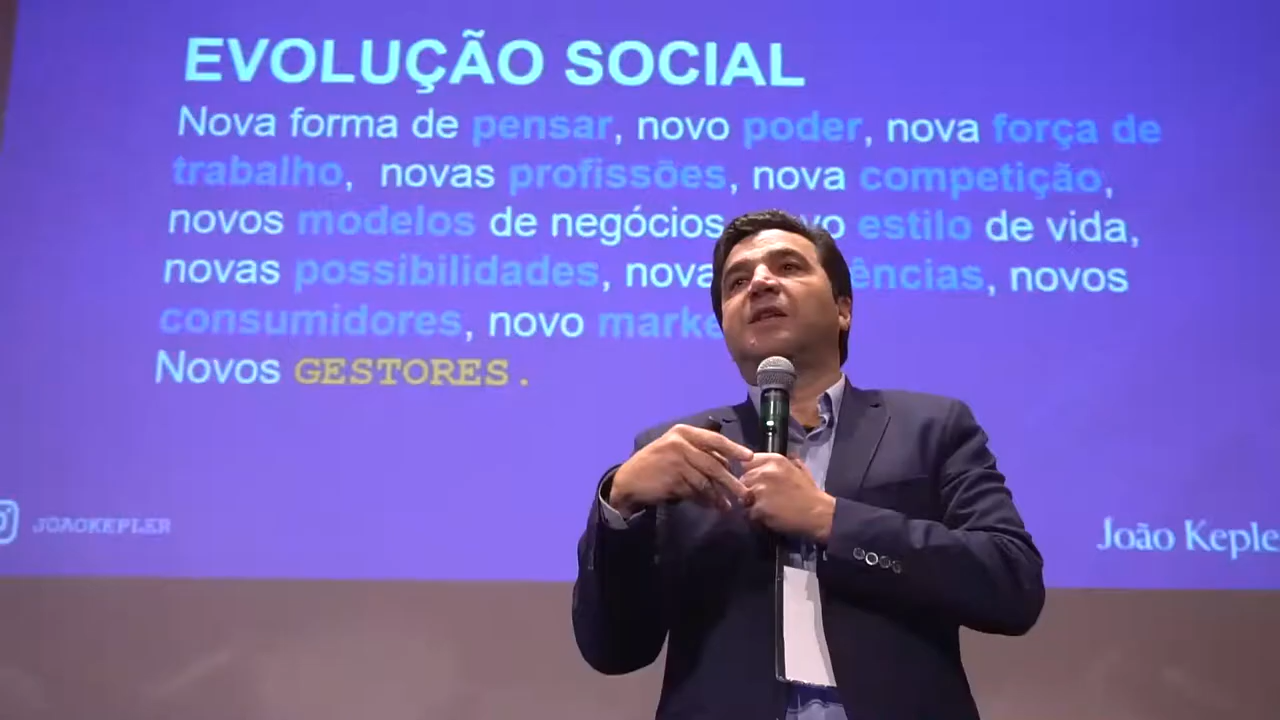 EVOLUÇÃO SOCIAL
Nova forma de pensar, novo poder, nova força de
trabalho, novas profissões, nova competição,
novos modelos de negócios, estilo de vida,
novas possibilidades, novos
consumidores, novo
Novos GESTORES.
JOAOKEPLER
João